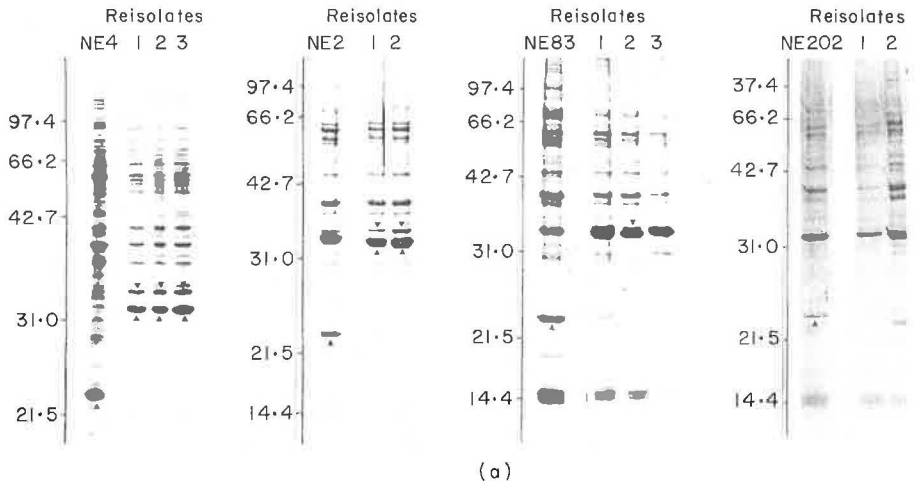 Reisolates
NE4 1 2 3
97.4
66.2
42.7
31.0
21.5
Reisolates
NE2 1 2
97.4
66.2
42.7
31.0
21.5
14.4
Reisolates
NE83 1 2 3
97.4
66.2
42.7
31.0
21.5
14.4
Reisolates
NE202 1 2
37.4
66.2
42.7
31.0
21.5
14.4
(a)